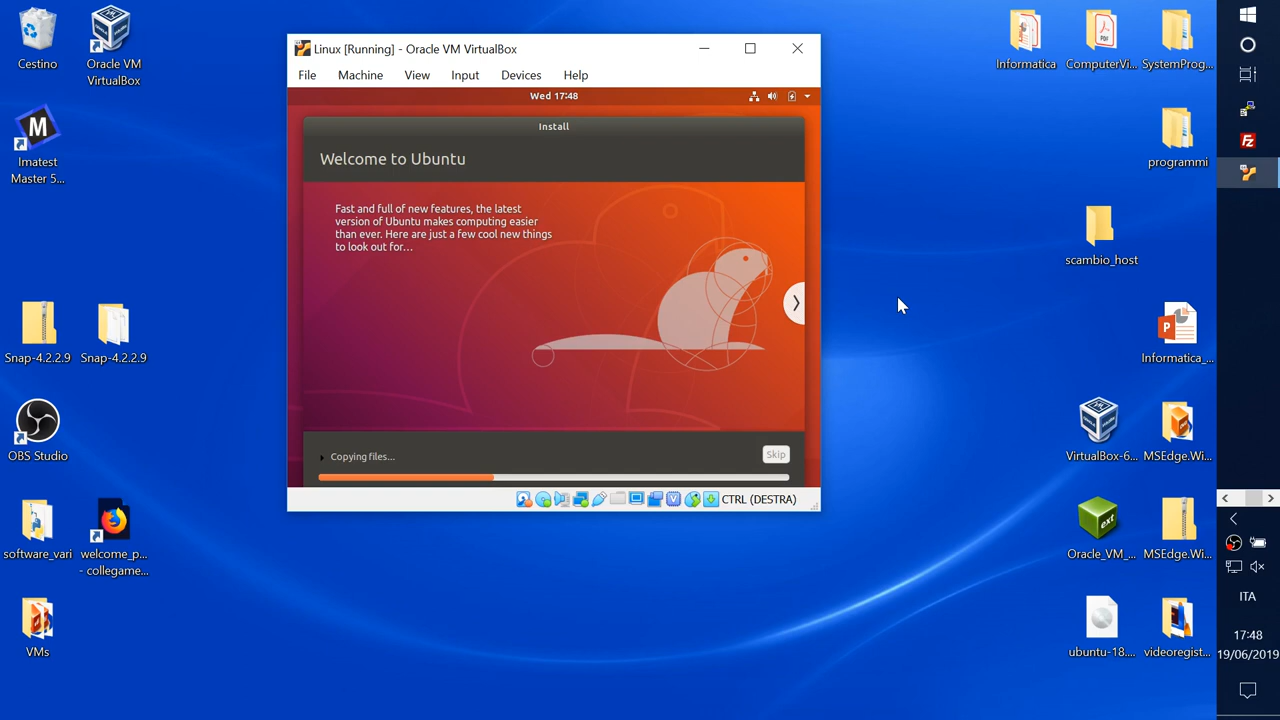 Cestino
Oracle VM
VirtualBox
M
Imatest
Master 5...
Snap-4.2.2.9
Snap-4.2.2.9
OBS Studio
software_vari
welcome_p...
- collegame...
VMs
Linux [Running] - Oracle VM VirtualBox
File Machine View Input Devices Help
Wed 17:48
Install
Welcome to Ubuntu
Fast and full of new features, the latest
version of Ubuntu makes computing easier
than ever. Here are just a few cool new things
to look out for...
Copying files...
Skip
CTRL (DESTRA)
Informatica
ComputerVi...
SystemProg...
PDF
programmi
scambio_host
P
Informatica_...
VirtualBox-6...
MSEdge.Wi...
ext
Oracle_VM_...
MSEdge.Wi...
ubuntu-18....
videoregist...
FZ
ITA
17:48
19/06/2019